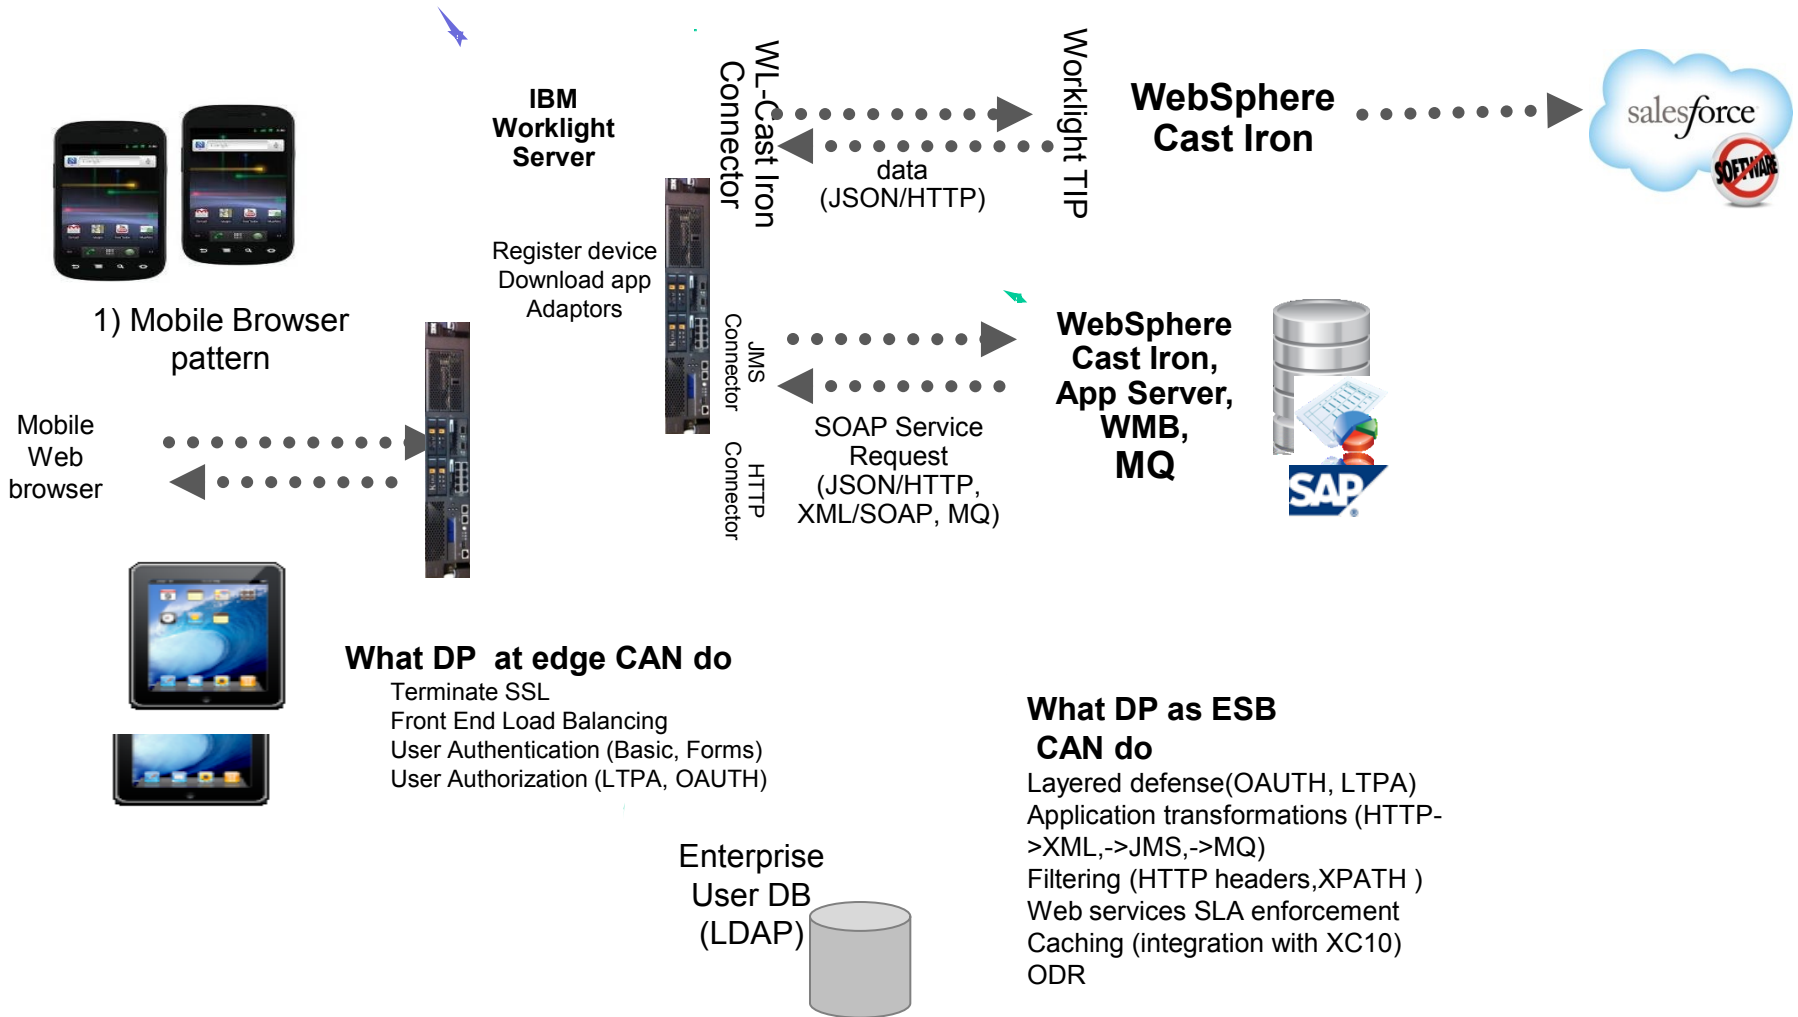 IBM
Worklight
Server
WL-Cast Iron
Connector
data
(JSON/HTTP)
Worklight TIP
WebSphere
Cast Iron
salesforce
SOFTWARE
Register device
Download app
Adaptors
1) Mobile Browser
pattern
Mobile
Web
browser
JMS
Connector
HTTP
Connector
SOAP Service
Request
(JSON/HTTP,
XML/SOAP, MQ)
WebSphere
Cast Iron,
App Server,
WMB,
MQ
SAP
®
What DP  at edge CAN do
Terminate SSL
Front End Load Balancing
User Authentication (Basic, Forms)
User Authorization (LTPA, OAUTH)
Enterprise
User DB
(LDAP)
What DP as ESB
CAN do
Layered defense(OAUTH, LTPA)
Application transformations (HTTP-
>XML,->JMS,->MQ)
Filtering (HTTP headers,XPATH )
Web services SLA enforcement
Caching (integration with XC10)
ODR